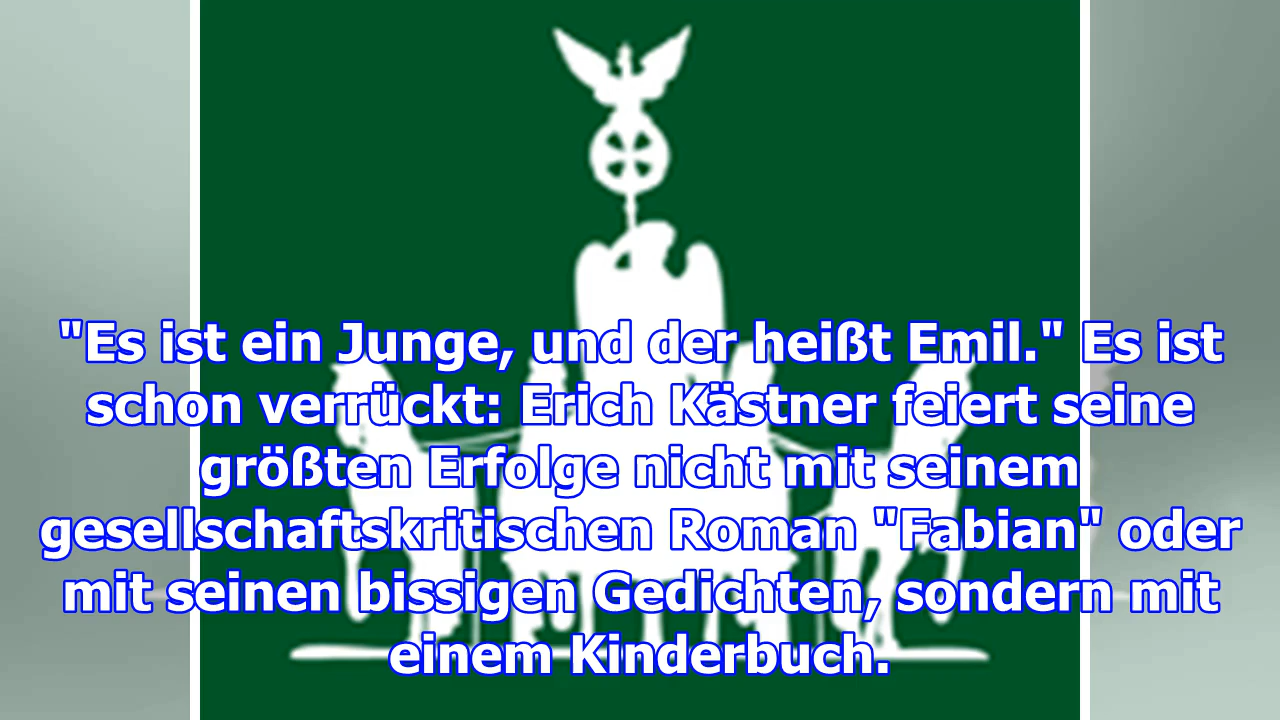 "Es ist ein Junge, und der heißt Emil." Es ist
schon verrückt: Erich Kästner feiert seine
größten Erfolge nicht mit seinem
gesellschaftskritischen Roman "Fabian" oder
mit seinen bissigen Gedichten, sondern mit
einem Kinderbuch.